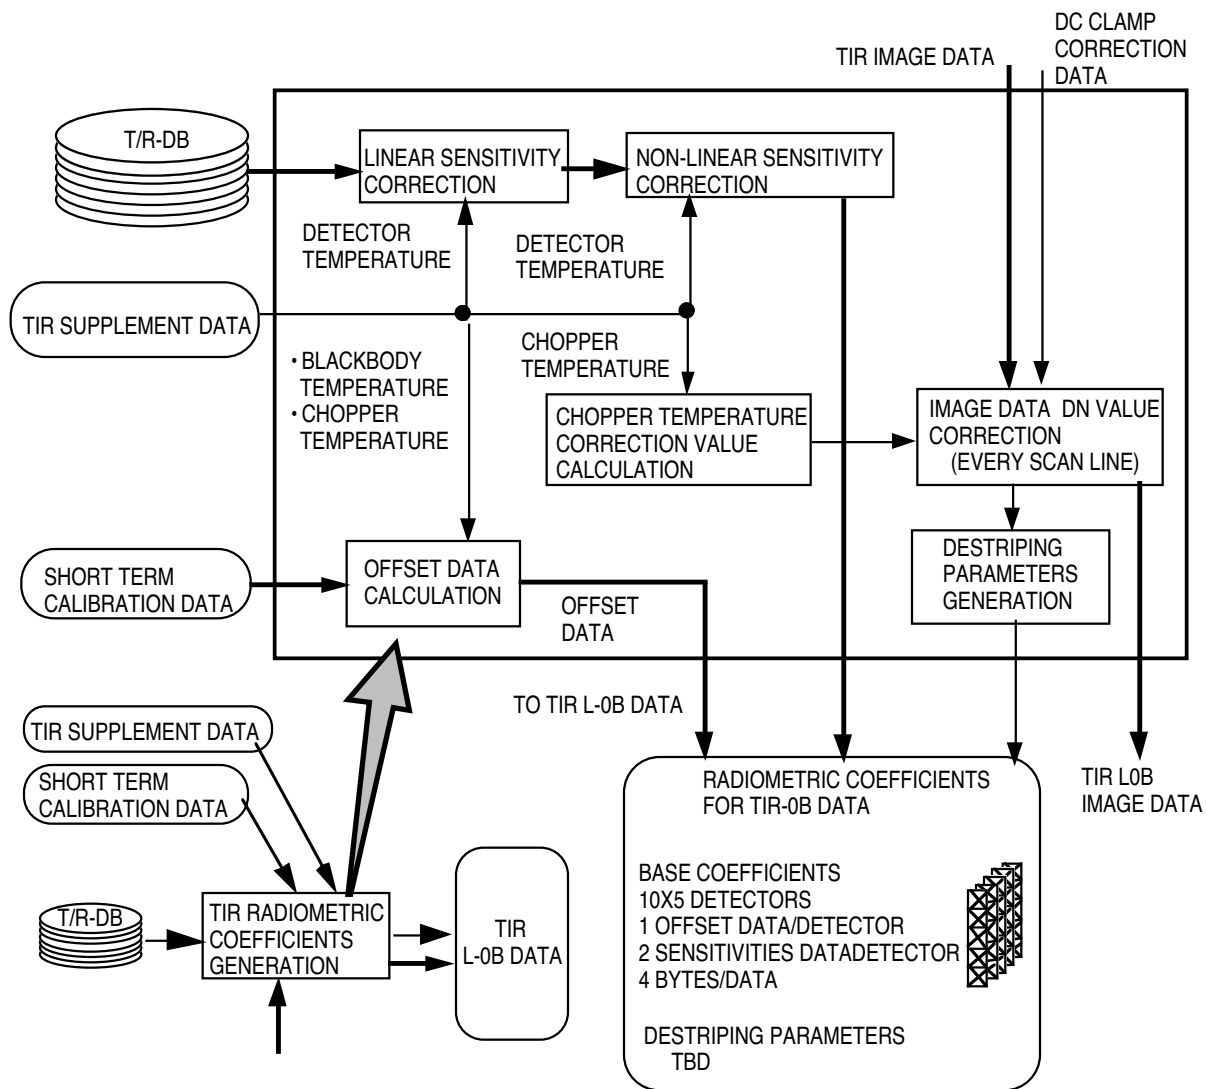 DC CLAMP
CORRECTION
DATA
TIR IMAGE DATA
T/R-DB
LINEAR SENSITIVITY
CORRECTION
NON-LINEAR SENSITIVITY
CORRECTION
DETECTOR
TEMPERATURE
DETECTOR
TEMPERATURE
TIR SUPPLEMENT DATA
• BLACKBODY
TEMPERATURE
• CHOPPER
TEMPERATURE
CHOPPER
TEMPERATURE
CHOPPER TEMPERATURE
CORRECTION VALUE
CALCULATION
IMAGE DATA DN VALUE
CORRECTION
(EVERY SCAN LINE)
DESTRIPING
PARAMETERS
GENERATION
SHORT TERM
CALIBRATION DATA
OFFSET DATA
CALCULATION
OFFSET
DATA
TO TIR L-0B DATA
TIR SUPPLEMENT DATA
SHORT TERM
CALIBRATION DATA
T/R-DB
TIR RADIOMETRIC
COEFFICIENTS
GENERATION
TIR
L-0B DATA
RADIOMETRIC COEFFICIENTS
FOR TIR-0B DATA
BASE COEFFICIENTS
10X5 DETECTORS
1 OFFSET DATA/DETECTOR
2 SENSITIVITIES DATADETECTOR
4 BYTES/DATA
DESTRIPING PARAMETERS
TBD
TIR L0B
IMAGE DATA